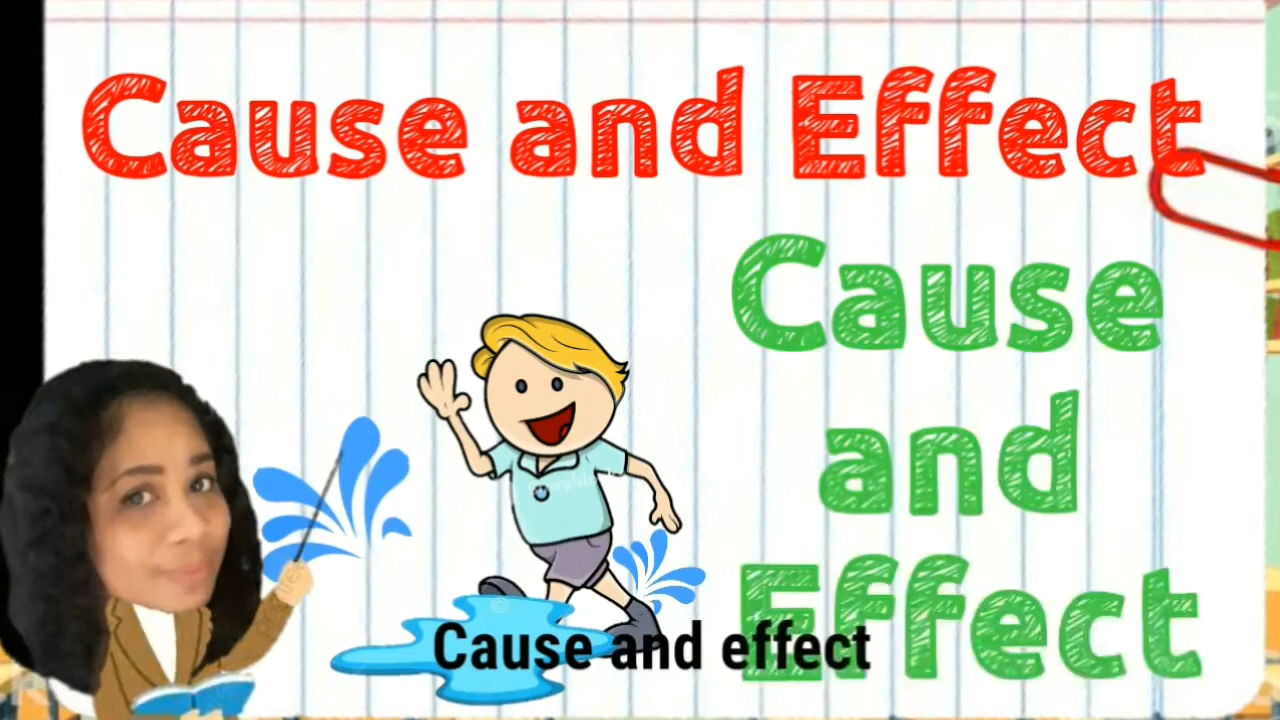 Cause and Effect
Cause
and
Effect
Cause and effect